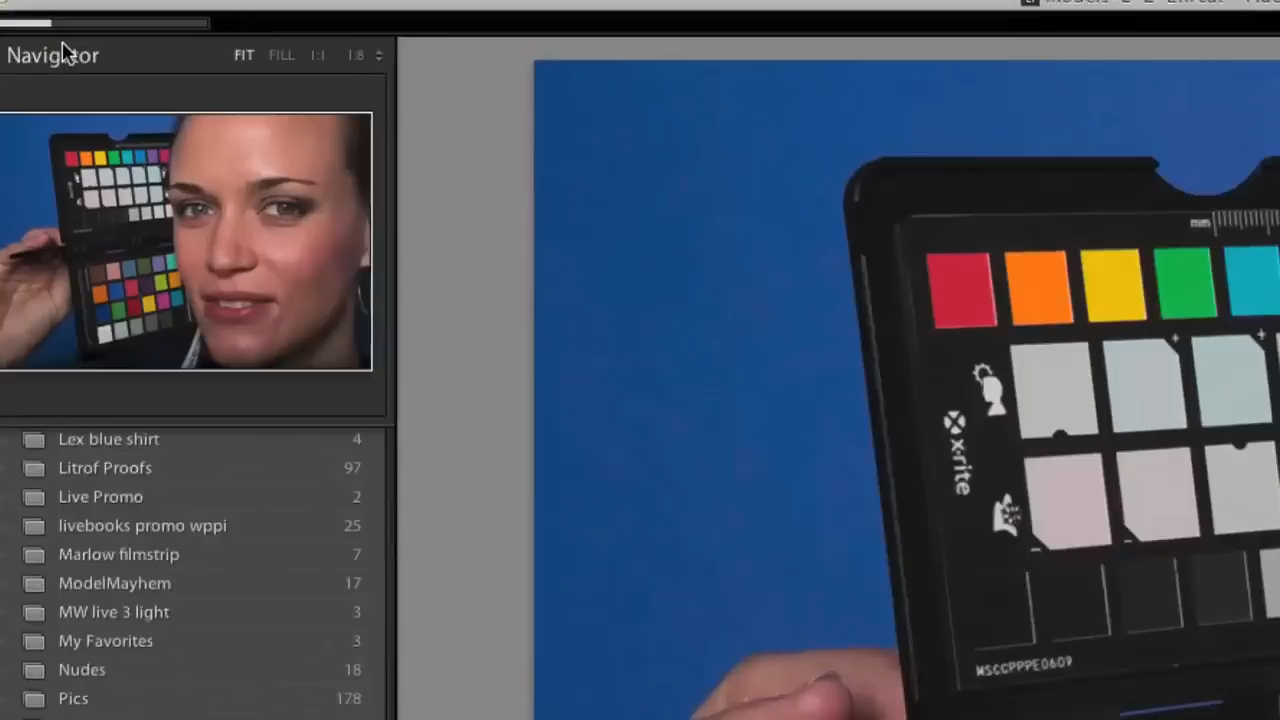 Navigator FIT FILL 1:1 1:8
mm
x·rite
MSCCPPPE0609
Lex blue shirt 4
Litrof Proofs 97
Live Promo 2
livebooks promo wppi 25
Marlow filmstrip 7
ModelMayhem 17
MW live 3 light 3
My Favorites 3
Nudes 18
Pics 178